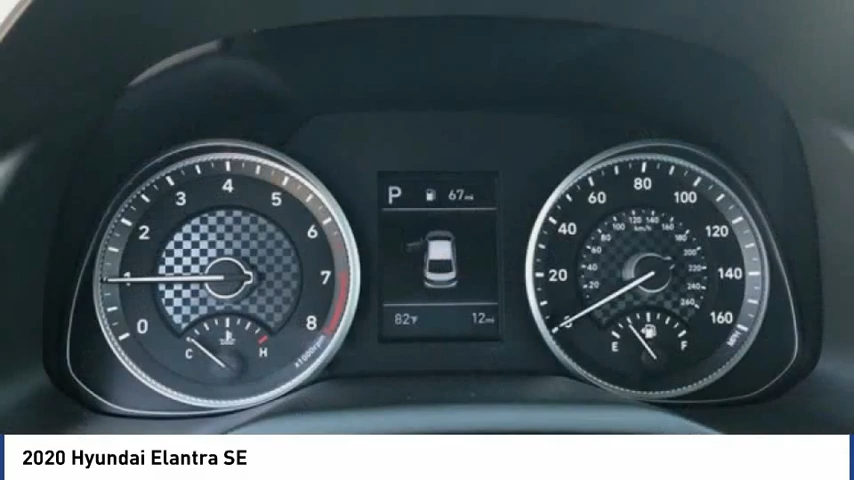 0 1 2 3 4 5 6 7 8
x1000rpm
C H
P 67mi
82°F 12mi
0 20 40 60 80 100 120 140 160
MPH
20 40 60 80 100 120 140 160 180 200 220 240 260
km/h
E F
2020 Hyundai Elantra SE